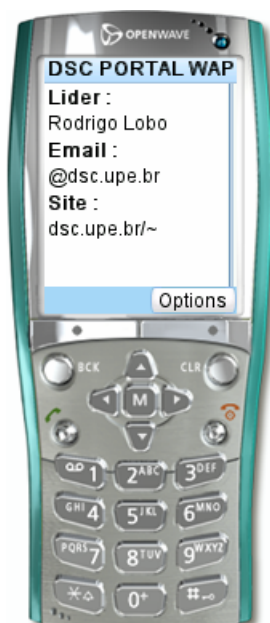 OPENWAVE
DSC PORTAL WAP
Lider :
Rodrigo Lobo
Email :
@dsc.upe.br
Site :
dsc.upe.br/~
Options
BCK
CLR
M
1
2ABC
3DEF
GHI4
5JKL
6MNO
PQRS7
8TUV
9WXYZ
*
0+
#